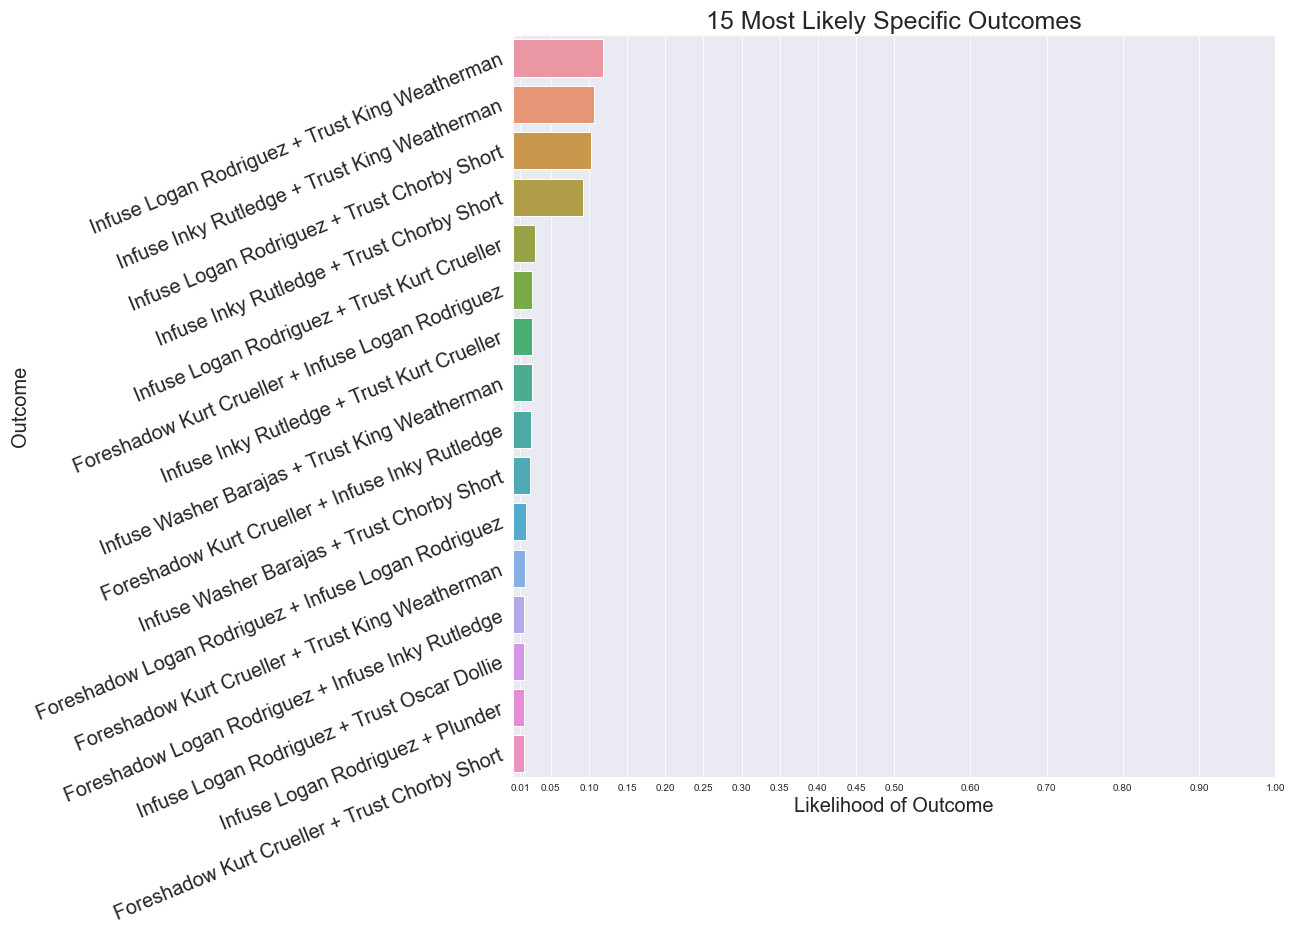 15 Most Likely Specific Outcomes
Outcome
Infuse Logan Rodriguez + Trust King Weatherman
Infuse Inky Rutledge + Trust King Weatherman
Infuse Logan Rodriguez + Trust Chorby Short
Infuse Inky Rutledge + Trust Chorby Short
Infuse Logan Rodriguez + Trust Kurt Crueller
Foreshadow Kurt Crueller + Infuse Logan Rodriguez
Infuse Inky Rutledge + Trust Kurt Crueller
Infuse Washer Barajas + Trust King Weatherman
Foreshadow Kurt Crueller + Infuse Inky Rutledge
Infuse Washer Barajas + Trust Chorby Short
Foreshadow Logan Rodriguez + Infuse Logan Rodriguez
Foreshadow Kurt Crueller + Trust King Weatherman
Foreshadow Logan Rodriguez + Infuse Inky Rutledge
Infuse Logan Rodriguez + Trust Oscar Dollie
Infuse Logan Rodriguez + Plunder
Foreshadow Kurt Crueller + Trust Chorby Short
0.01 0.05 0.10 0.15 0.20 0.25 0.30 0.35 0.40 0.45 0.50 0.60 0.70 0.80 0.90 1.00
Likelihood of Outcome